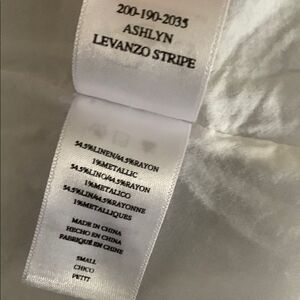 200-190-2035
ASHLYN
LEVANZO STRIPE
54.5%LINEN/44.5%RAYON
1%METALLIC
54.5%LINO/44.5%RAYON
1%METALICO
54.5%LIN/44.5%RAYONNE
1%METALLIQUES
MADE IN CHINA
HECHO EN CHINA
FABRIQUÉ EN CHINE
SMALL
CHICO
PETIT